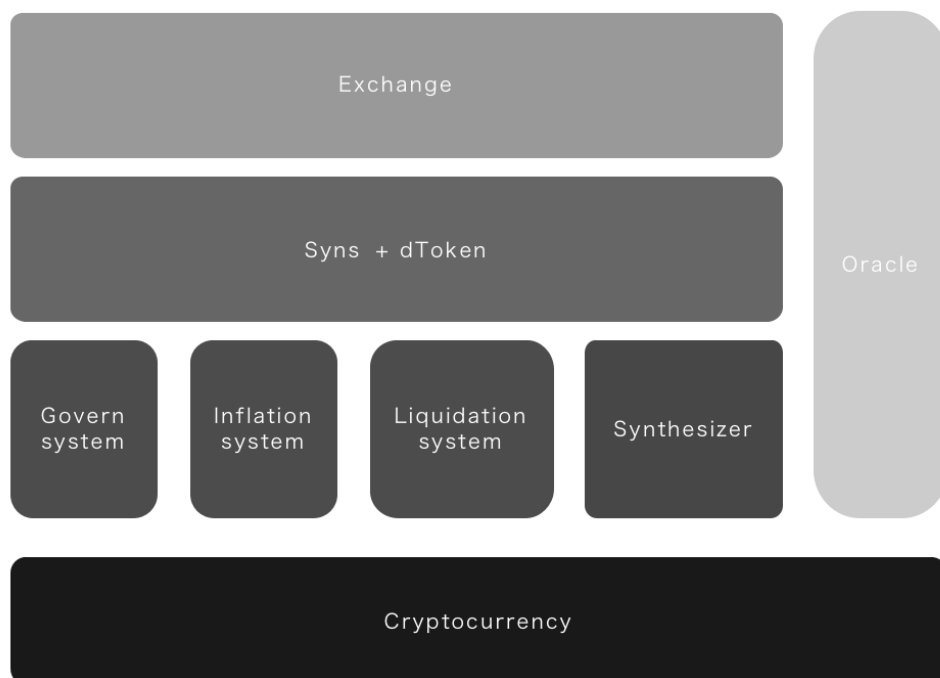 Exchange
Syns + dToken
Oracle
Govern
system
Inflation
system
Liquidation
system
Synthesizer
Cryptocurrency